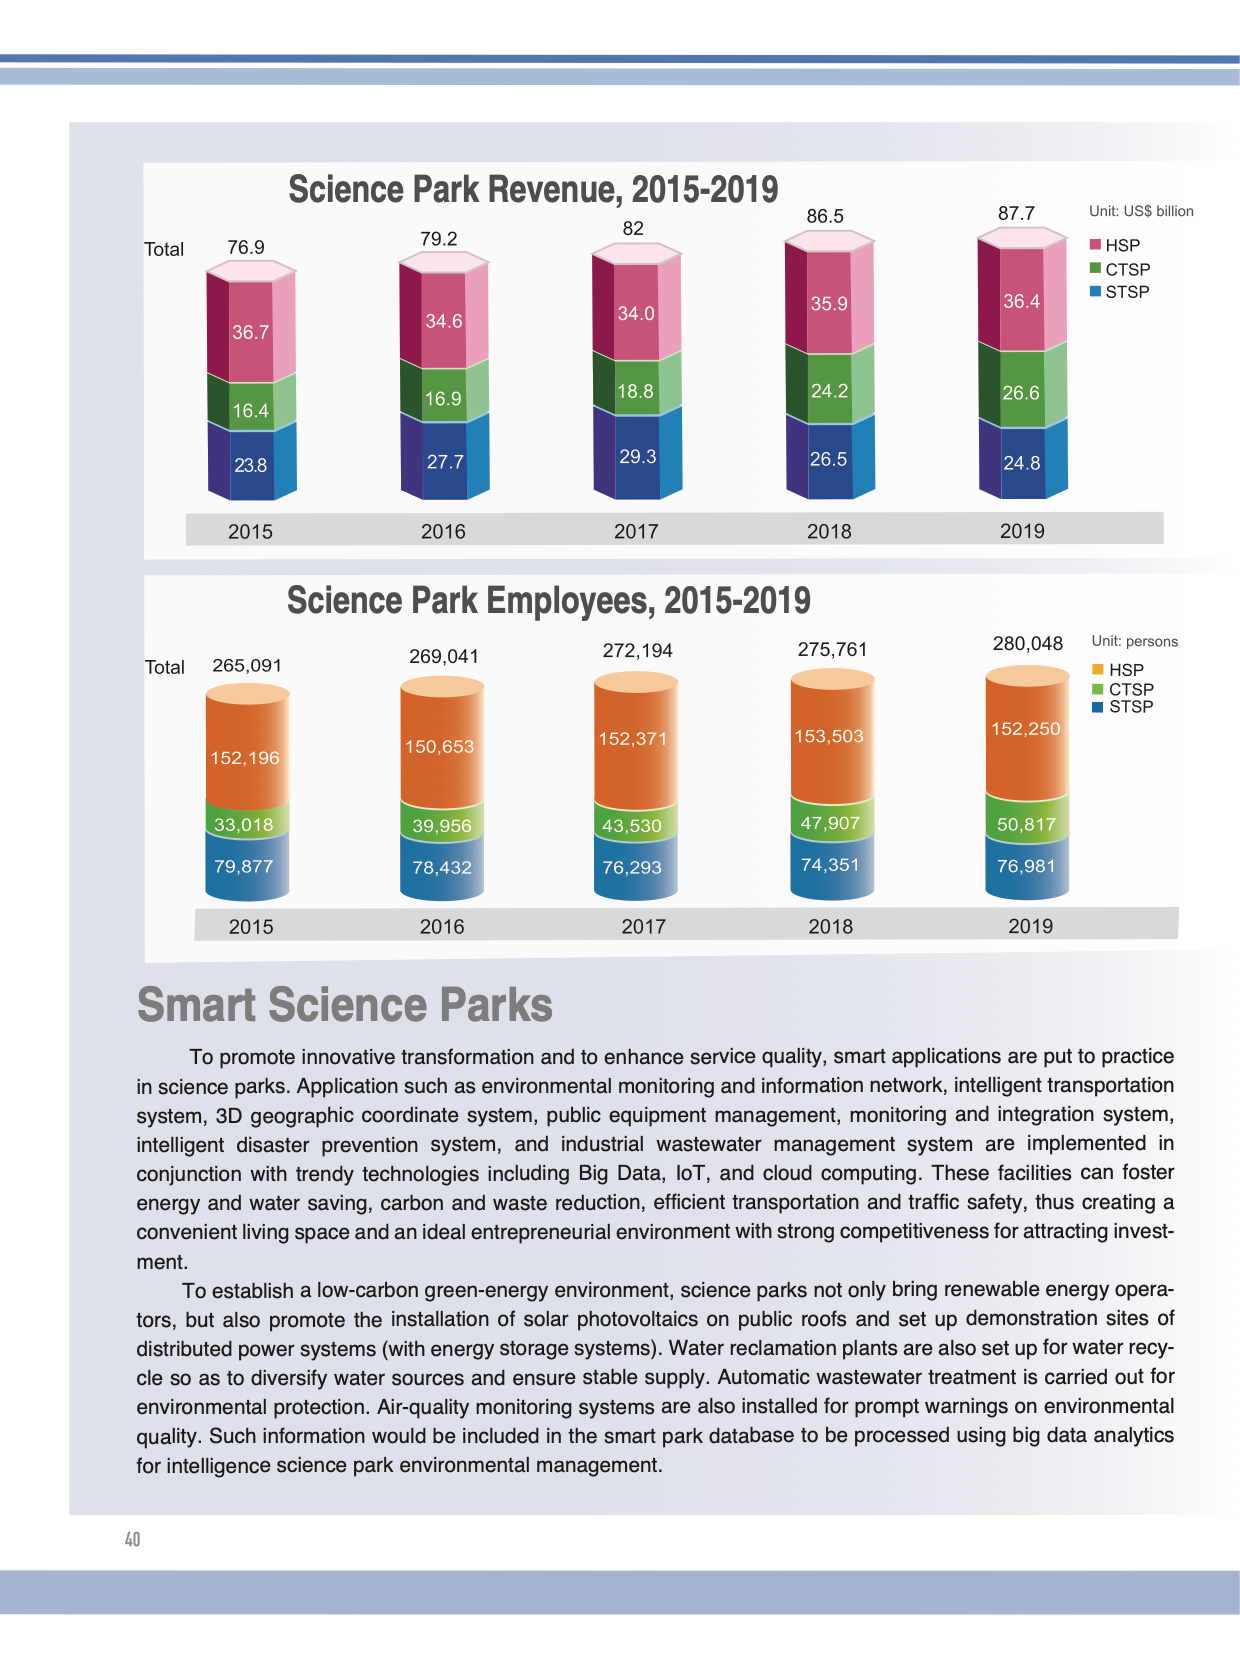 Science Park Revenue, 2015-2019
Unit: US$ billion
HSP
CTSP
STSP
Total 76.9 79.2 82 86.5 87.7
36.7 34.6 34.0 35.9 36.4
16.4 16.9 18.8 24.2 26.6
23.8 27.7 29.3 26.5 24.8
2015 2016 2017 2018 2019
Science Park Employees, 2015-2019
Unit: persons
HSP
CTSP
STSP
Total 265,091 269,041 272,194 275,761 280,048
152,196 150,653 152,371 153,503 152,250
33,018 39,956 43,530 47,907 50,817
79,877 78,432 76,293 74,351 76,981
2015 2016 2017 2018 2019
Smart Science Parks
To promote innovative transformation and to enhance service quality, smart applications are put to practice
in science parks. Application such as environmental monitoring and information network, intelligent transportation
system, 3D geographic coordinate system, public equipment management, monitoring and integration system,
intelligent disaster prevention system, and industrial wastewater management system are implemented in
conjunction with trendy technologies including Big Data, IoT, and cloud computing. These facilities can foster
energy and water saving, carbon and waste reduction, efficient transportation and traffic safety, thus creating a
convenient living space and an ideal entrepreneurial environment with strong competitiveness for attracting invest-
ment.
To establish a low-carbon green-energy environment, science parks not only bring renewable energy opera-
tors, but also promote the installation of solar photovoltaics on public roofs and set up demonstration sites of
distributed power systems (with energy storage systems). Water reclamation plants are also set up for water recy-
cle so as to diversify water sources and ensure stable supply. Automatic wastewater treatment is carried out for
environmental protection. Air-quality monitoring systems are also installed for prompt warnings on environmental
quality. Such information would be included in the smart park database to be processed using big data analytics
for intelligence science park environmental management.
40